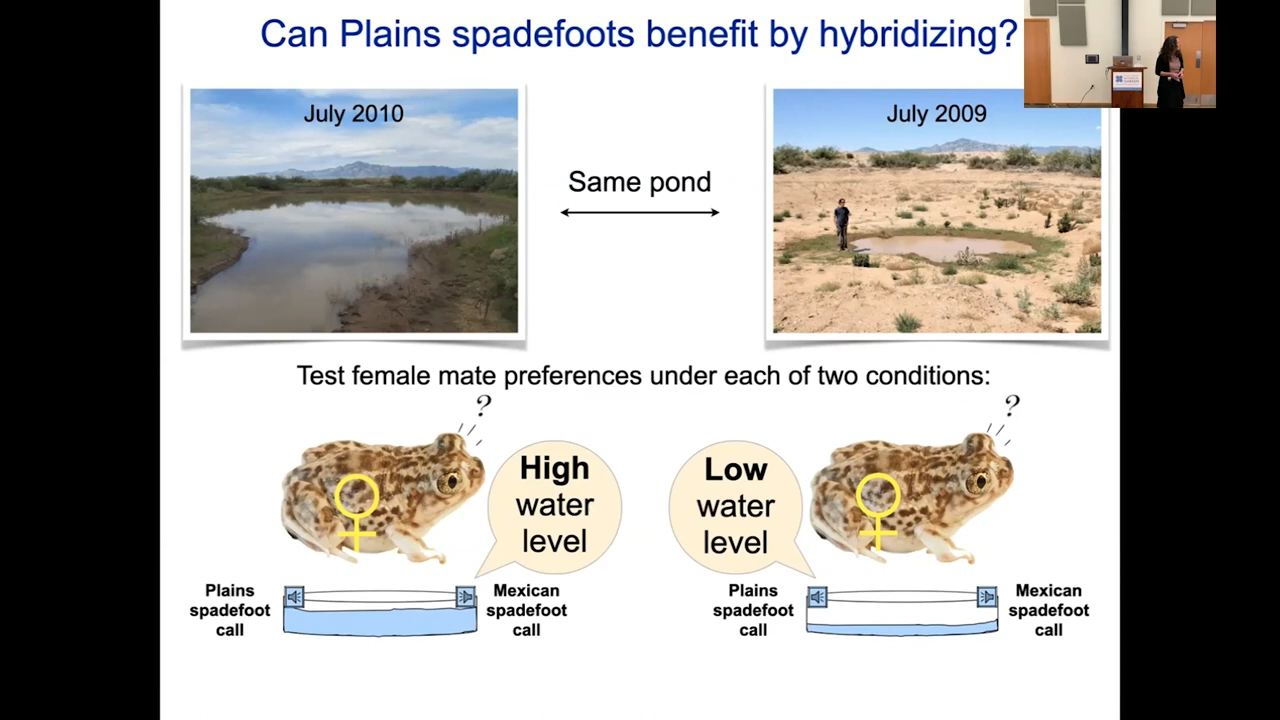 Can Plains spadefoots benefit by hybridizing?
July 2010
July 2009
Same pond
Test female mate preferences under each of two conditions:
?
?
High
water
level
Low
water
level
Plains
spadefoot
call
Mexican
spadefoot
call
Plains
spadefoot
call
Mexican
spadefoot
call